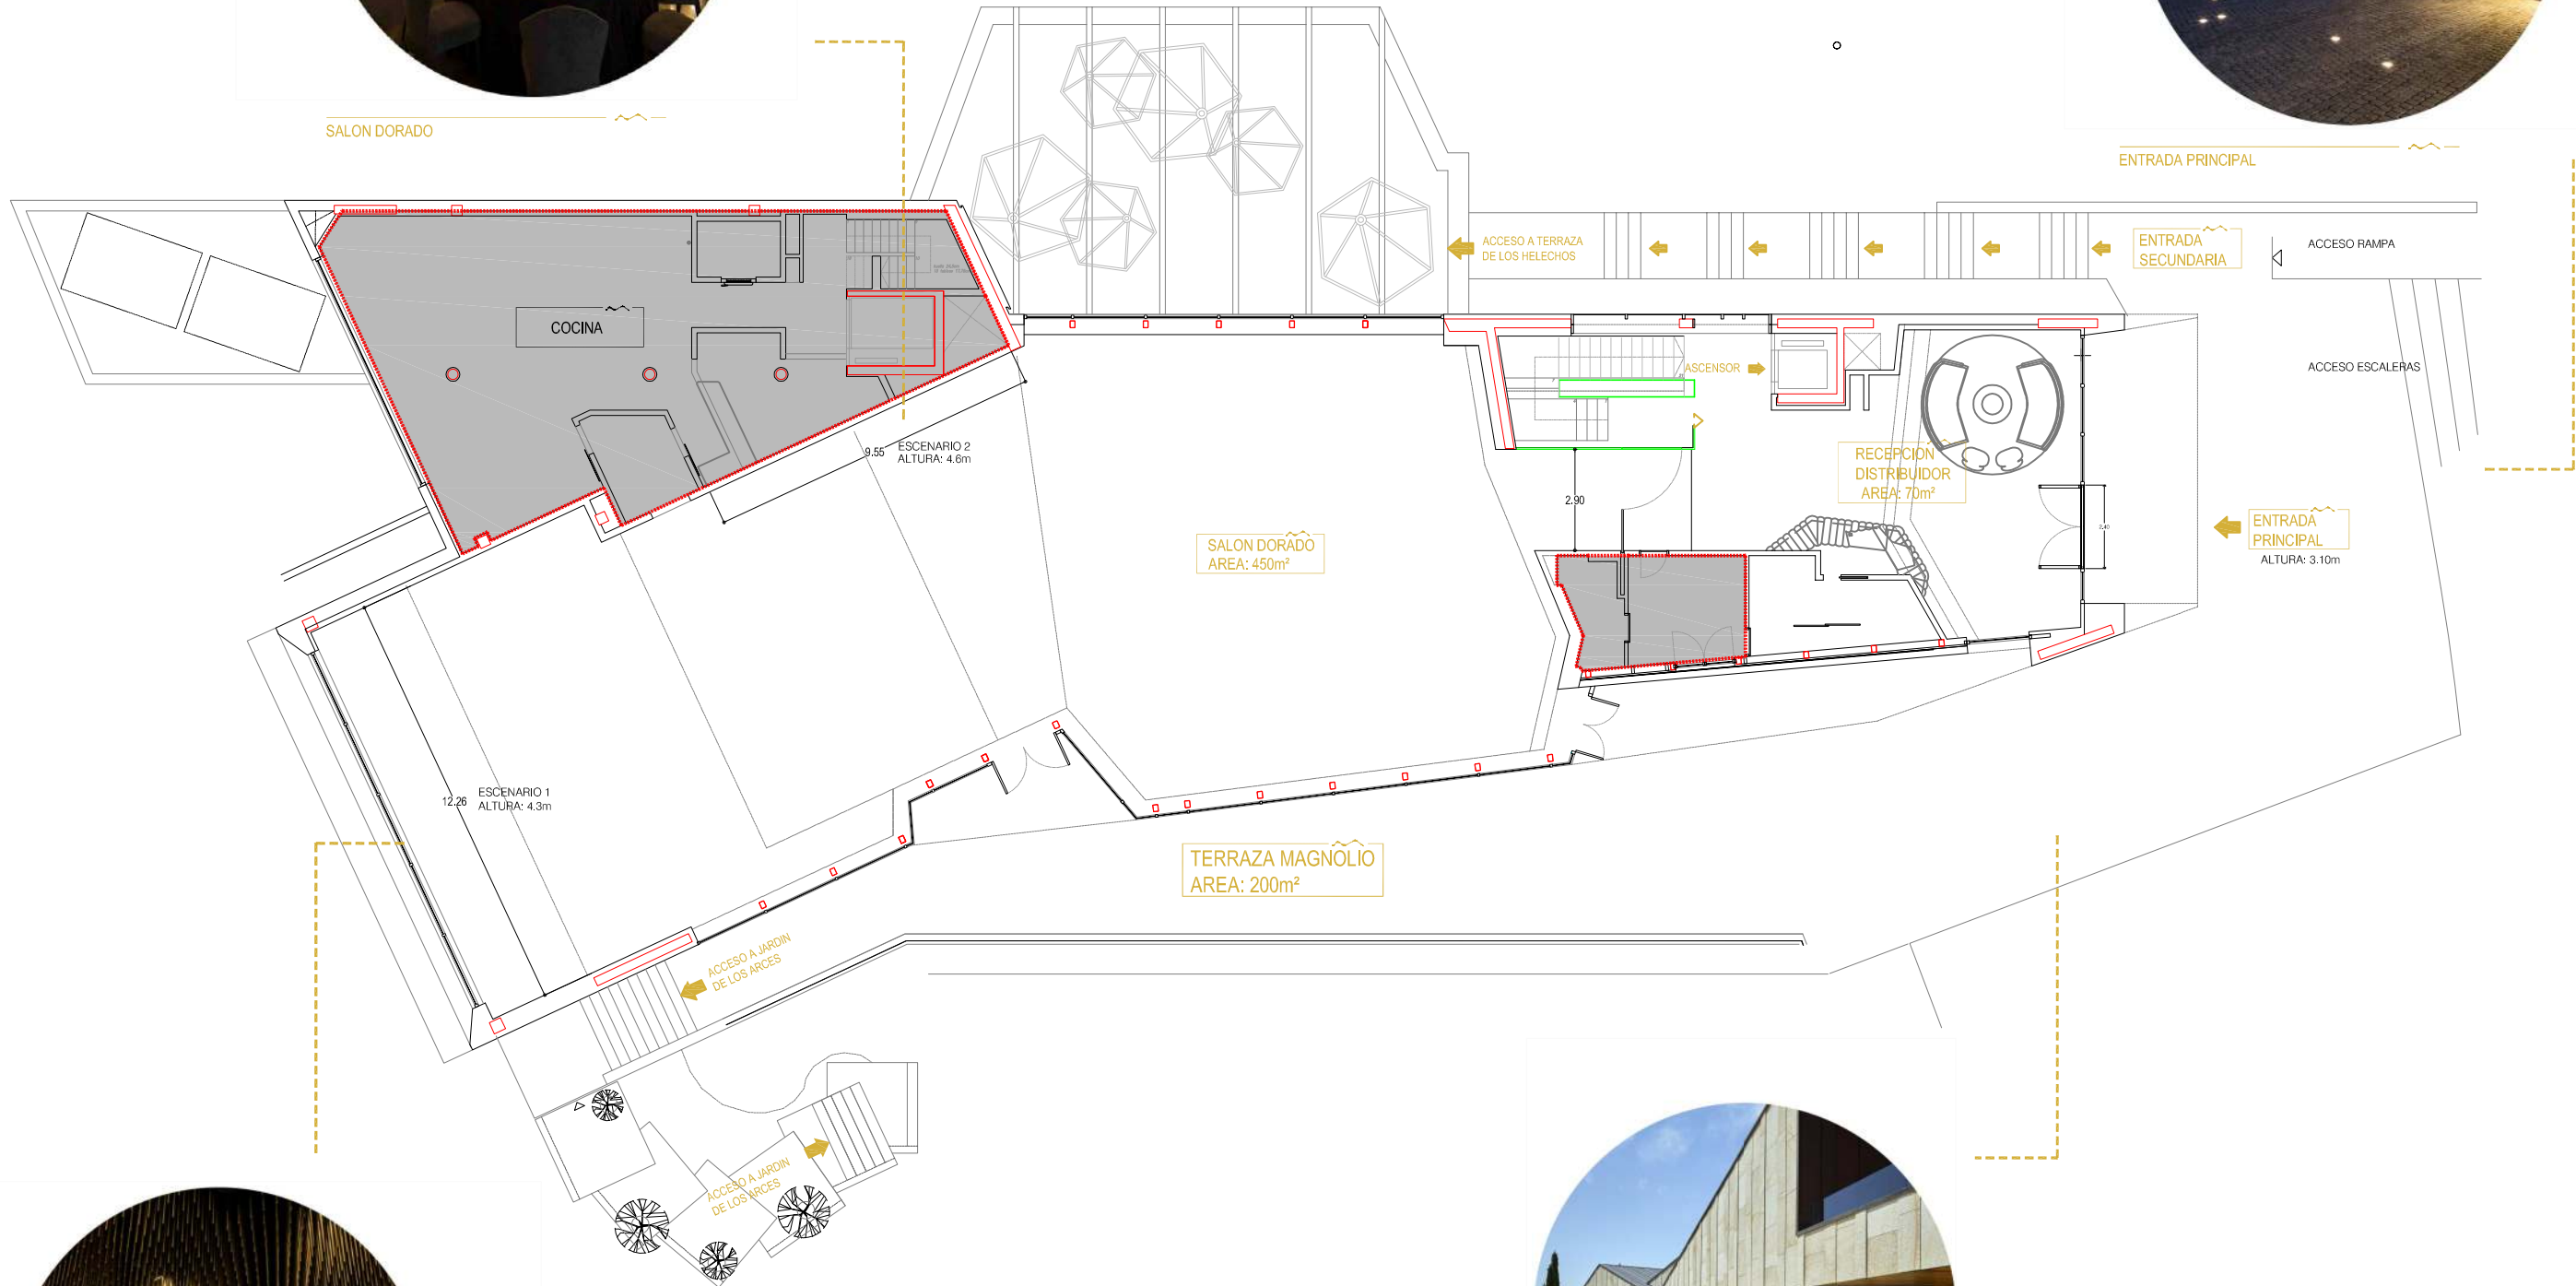 SALON DORADO
ENTRADA PRINCIPAL
ACCESO A TERRAZA
DE LOS HELECHOS
ENTRADA
SECUNDARIA
ACCESO RAMPA
COCINA
ASCENSOR
ACCESO ESCALERAS
9.55
ESCENARIO 2
ALTURA: 4.6m
RECEPCION
DISTRIBUIDOR
AREA: 70m²
2.90
2.40
ENTRADA
PRINCIPAL
ALTURA: 3.10m
SALON DORADO
AREA: 450m²
12.26
ESCENARIO 1
ALTURA: 4.3m
TERRAZA MAGNOLIO
AREA: 200m²
ACCESO A JARDIN
DE LOS ARCES
ACCESO A JARDIN
DE LOS ARCES